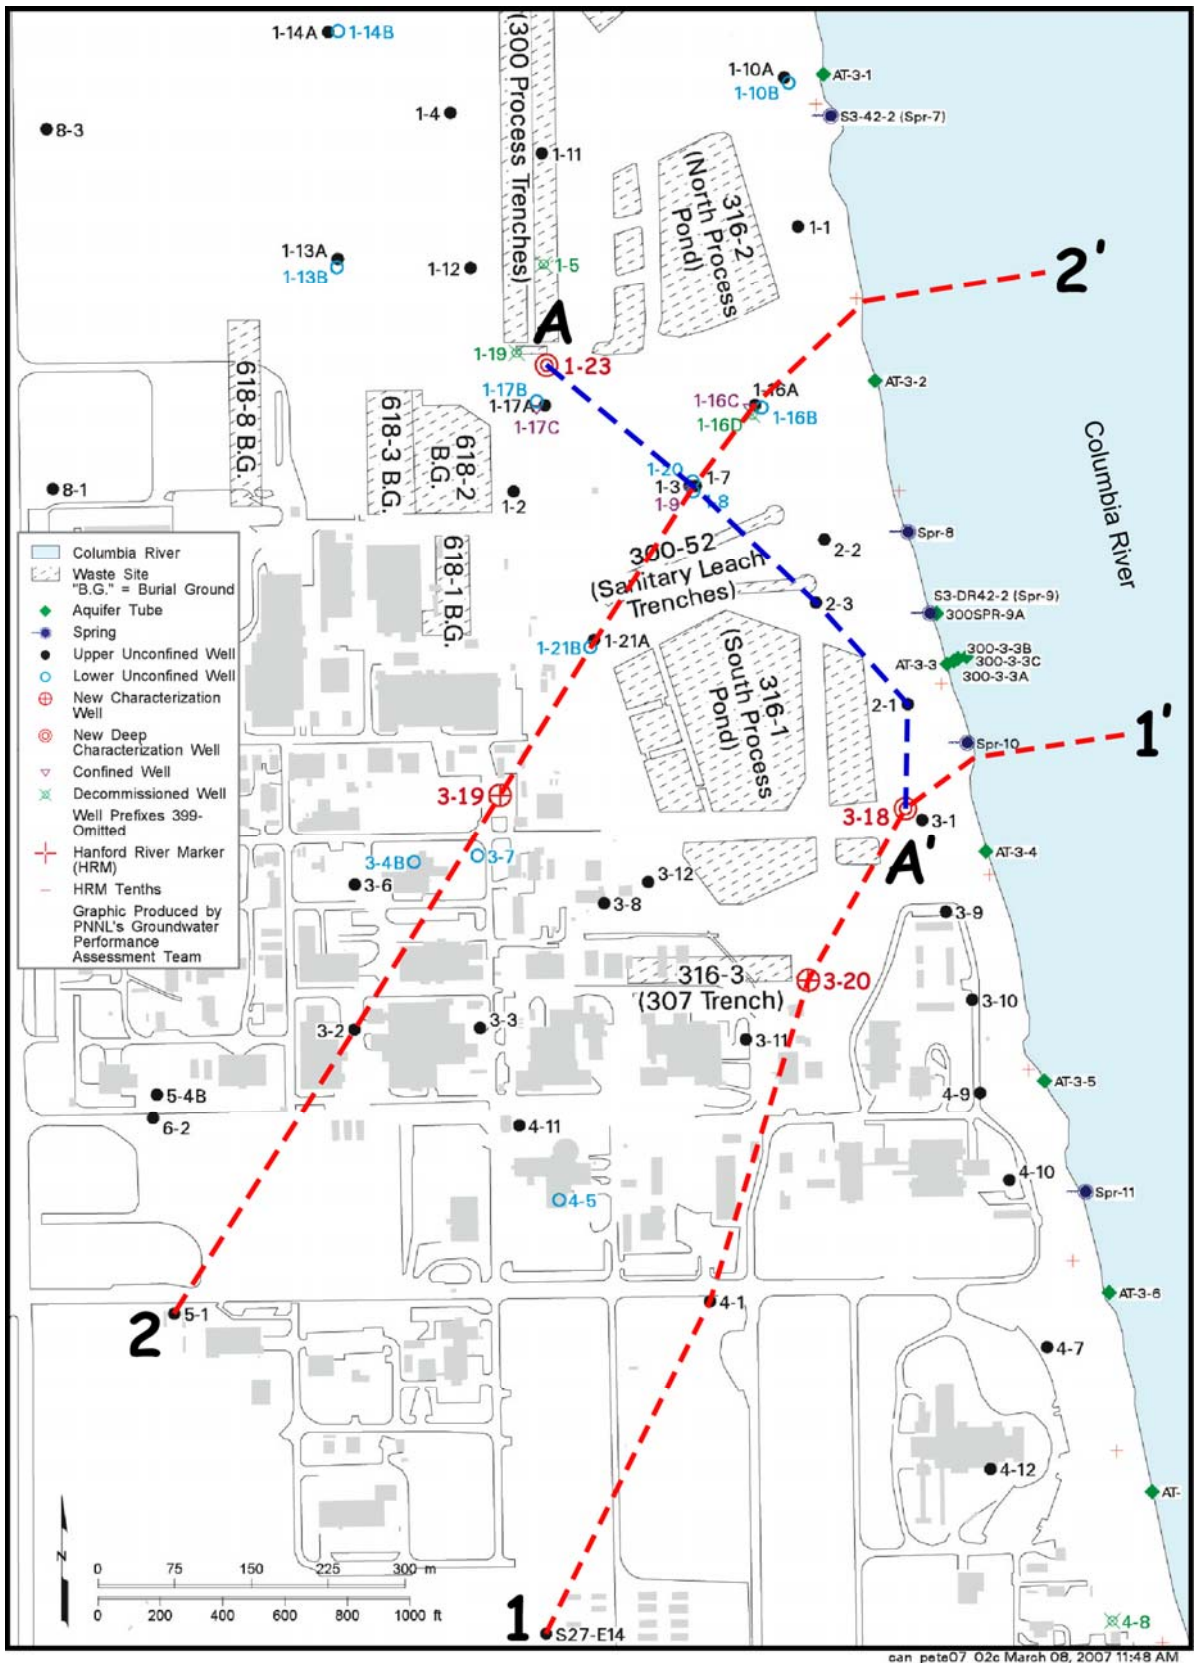 1-14A
1-14B
(300 Process Trenches)
1-10A
1-10B
AT-3-1
S3-42-2 (Spr-7)
1-4
8-3
1-11
316-2
(North Process
Pond)
1-1
1-13A
1-13B
1-12
1-5
2'
A
1-19
1-23
AT-3-2
618-8 B.G.
618-3 B.G.
618-2
B.G.
1-17B
1-17A
1-17C
1-16C
1-16A
1-16D
1-16B
Columbia River
1-20
1-7
1-3
1-9
1-8
8-1
1-2
2-2
Spr-8
300-52
(Sanitary Leach
Trenches)
618-1 B.G.
2-3
S3-DR42-2 (Spr-9)
300SPR-9A
1-21A
1-21B
300-3-3B
300-3-3C
300-3-3A
AT-3-3
316-1
(South Process
Pond)
2-1
1'
Spr-10
Columbia River
Waste Site
"B.G." = Burial Ground
Aquifer Tube
Spring
Upper Unconfined Well
Lower Unconfined Well
New Characterization
Well
New Deep
Characterization Well
Confined Well
Decommissioned Well
Well Prefixes 399-
Omitted
Hanford River Marker
(HRM)
HRM Tenths
Graphic Produced by
PNNL's Groundwater
Performance
Assessment Team
3-19
3-18
3-1
A'
AT-3-4
3-4B
3-7
3-6
3-12
3-8
3-9
316-3
(307 Trench)
3-20
3-10
3-2
3-3
3-11
5-4B
6-2
AT-3-5
4-9
4-11
4-10
4-5
Spr-11
AT-3-6
5-1
2
4-1
4-7
4-12
AT-
N
0 75 150 225 300 m
0 200 400 600 800 1000 ft
1
S27-E14
4-8
can_pete07_02c March 08, 2007 11:48 AM